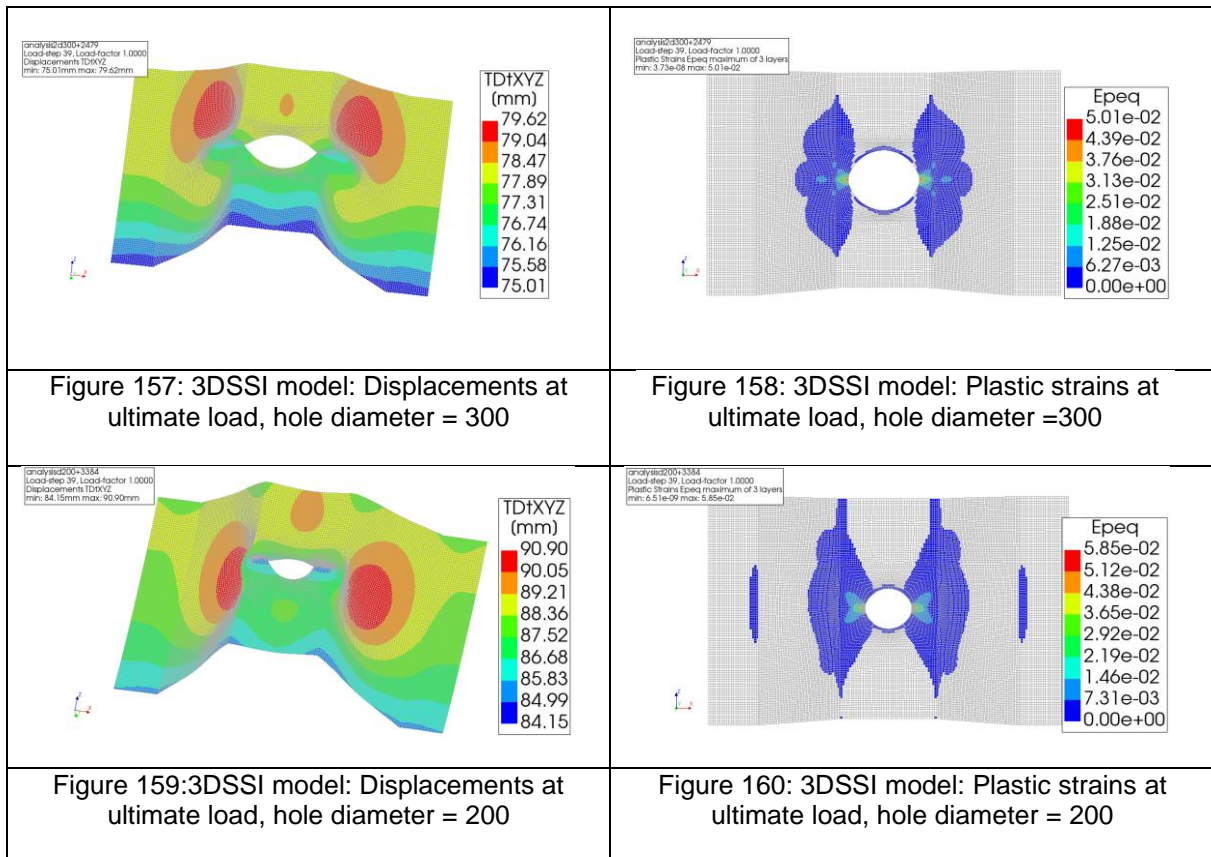 analysis2d300+2479
Load-step 39, Load-factor 1.0000
Displacements TDtXYZ
min: 75.01mm max: 79.62mm
TDtXYZ
(mm)
79.62
79.04
78.47
77.89
77.31
76.74
76.16
75.58
75.01
analysis2d300+2479
Load-step 39, Load-factor 1.0000
Plastic Strains Epeq maximum of 3 layers
min: 3.73e-08 max: 5.01e-02
Epeq
5.01e-02
4.39e-02
3.76e-02
3.13e-02
2.51e-02
1.88e-02
1.25e-02
6.27e-03
0.00e+00
Figure 157: 3DSSI model: Displacements at
ultimate load, hole diameter = 300
Figure 158: 3DSSI model: Plastic strains at
ultimate load, hole diameter =300
analysisd200+3384
Load-step 39, Load-factor 1.0000
Displacements TDtXYZ
min: 84.15mm max: 90.90mm
TDtXYZ
(mm)
90.90
90.05
89.21
88.36
87.52
86.68
85.83
84.99
84.15
analysisd200+3384
Load-step 39, Load-factor 1.0000
Plastic Strains Epeq maximum of 3 layers
min: 6.51e-09 max: 5.85e-02
Epeq
5.85e-02
5.12e-02
4.38e-02
3.65e-02
2.92e-02
2.19e-02
1.46e-02
7.31e-03
0.00e+00
Figure 159:3DSSI model: Displacements at
ultimate load, hole diameter = 200
Figure 160: 3DSSI model: Plastic strains at
ultimate load, hole diameter = 200